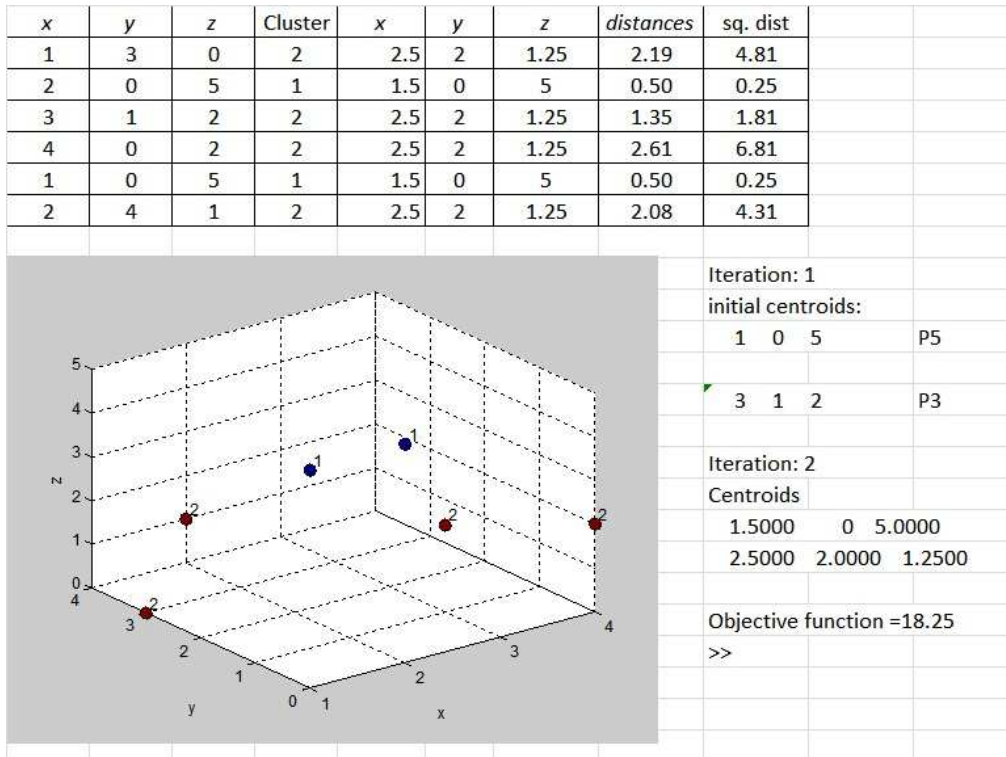 x y z Cluster x y z distances sq. dist
1 3 0 2 2.5 2 1.25 2.19 4.81
2 0 5 1 1.5 0 5 0.50 0.25
3 1 2 2 2.5 2 1.25 1.35 1.81
4 0 2 2 2.5 2 1.25 2.61 6.81
1 0 5 1 1.5 0 5 0.50 0.25
2 4 1 2 2.5 2 1.25 2.08 4.31
5
4
3
2
1
0
z
4
3
2
1
0
y
1
2
3
4
x
1
1
2
2
2
2
Iteration: 1
initial centroids:
1 0 5 P5
3 1 2 P3
Iteration: 2
Centroids
1.5000 0 5.0000
2.5000 2.0000 1.2500
Objective function =18.25
>>